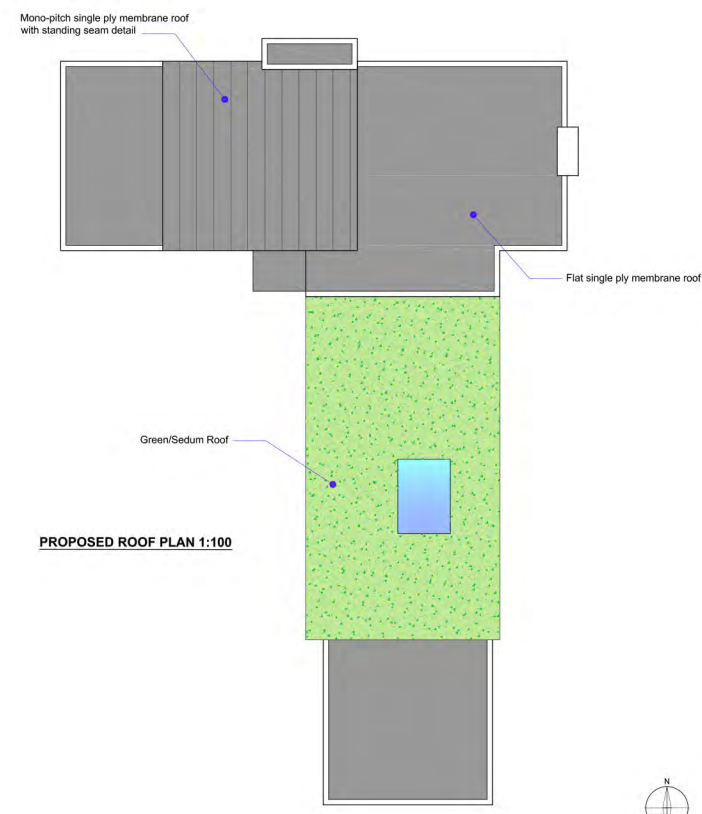 Mono-pitch single ply membrane roof
with standing seam detail
Flat single ply membrane roof
Green/Sedum Roof
PROPOSED ROOF PLAN 1:100
N